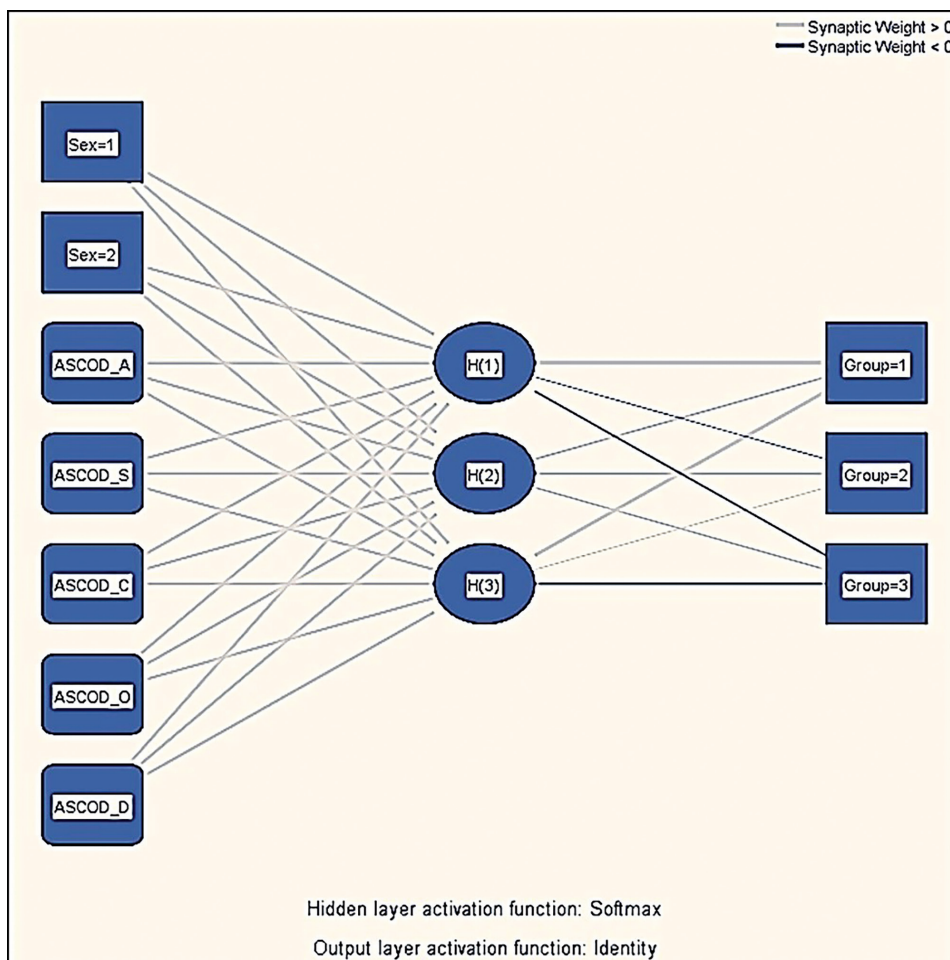 Synaptic Weight > 0
Synaptic Weight < 0
Sex=1
Sex=2
ASCOD_A
H(1)
Group=1
ASCOD_S
H(2)
Group=2
ASCOD_C
H(3)
Group=3
ASCOD_O
ASCOD_D
Hidden layer activation function: Softmax
Output layer activation function: Identity